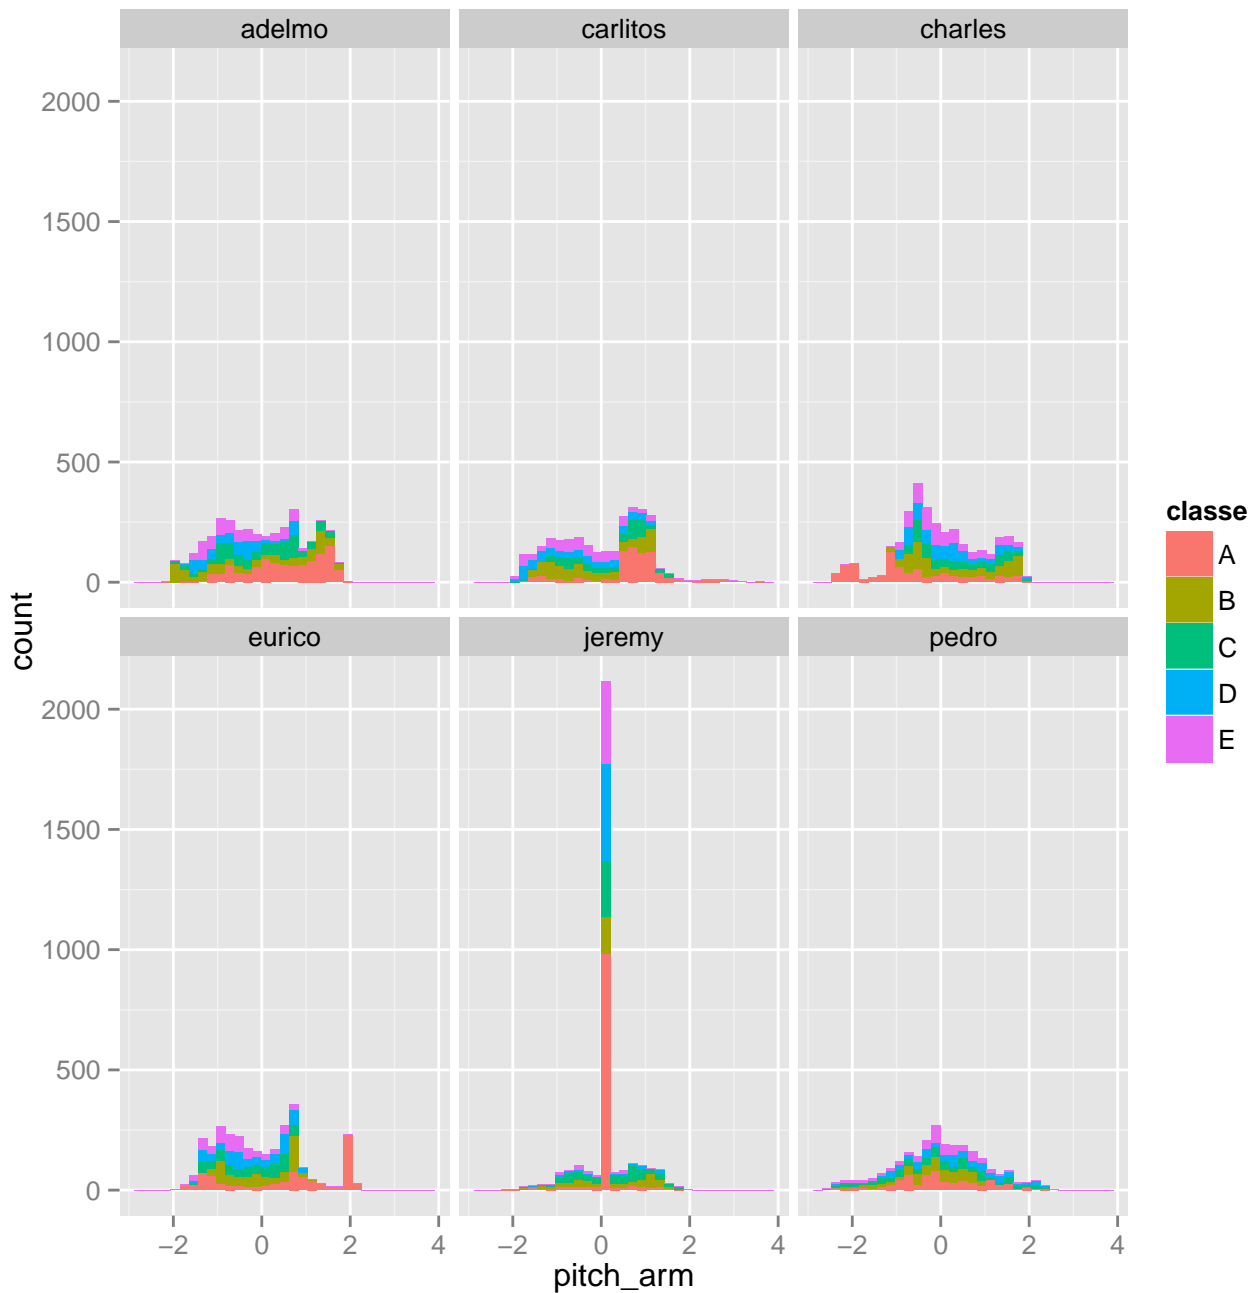 adelmo carlitos charles
2000
1500
1000
500
0
eurico jeremy pedro
2000
1500
1000
500
0
−2 0 2 4 −2 0 2 4 −2 0 2 4
pitch_arm
count
classe
A
B
C
D
E